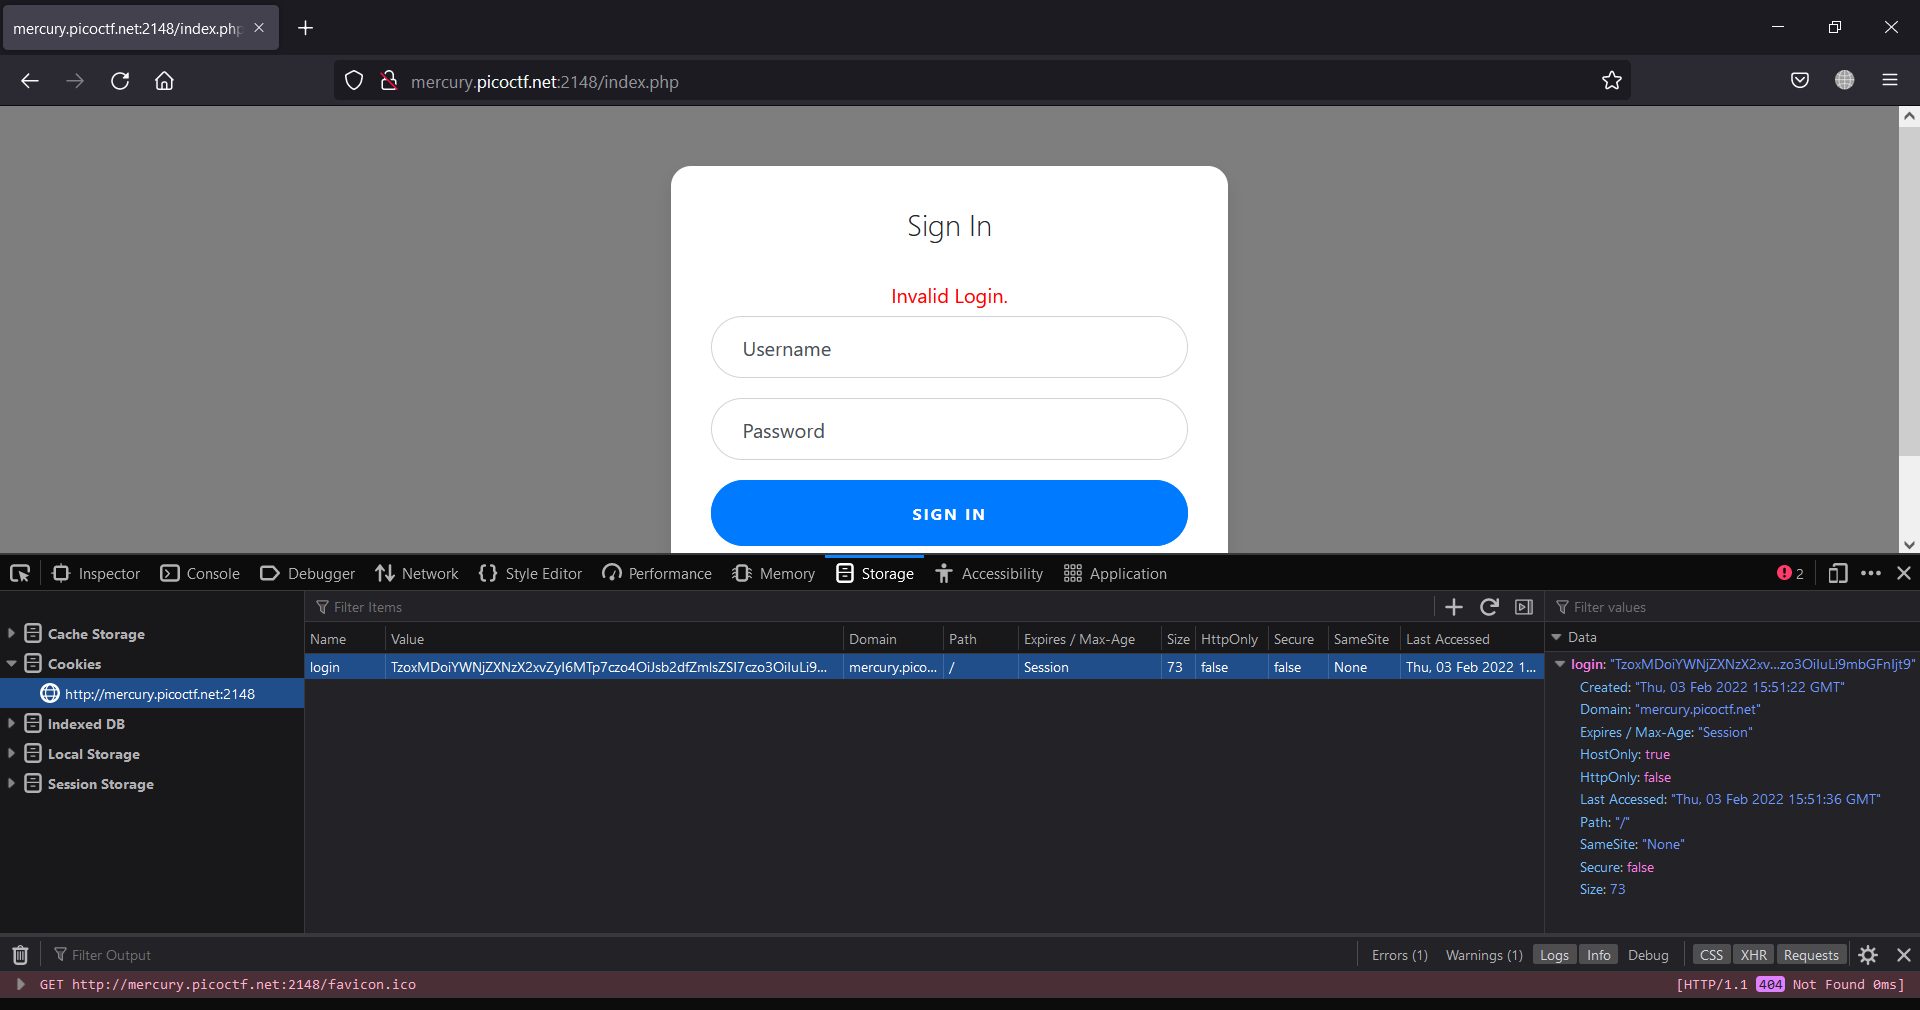 mercury.picoctf.net:2148/index.php
mercury.picoctf.net:2148/index.php
Sign In
Invalid Login.
Username
Password
SIGN IN
Inspector Console Debugger Network Style Editor Performance Memory Storage Accessibility Application 2
Filter Items Filter values
Cache Storage
Cookies
http://mercury.picoctf.net:2148
Indexed DB
Local Storage
Session Storage
Name Value Domain Path Expires / Max-Age Size HttpOnly Secure SameSite Last Accessed
login TzoxMDoiYWNjZXNzX2xvZyI6MTp7czo4OiJsb2dfZmlsZSI7czo3OiIuLi9... mercury.pico... / Session 73 false false None Thu, 03 Feb 2022 1...
Data
login: "TzoxMDoiYWNjZXNzX2xv...zo3OiIuLi9mbGFnIjt9"
Created: "Thu, 03 Feb 2022 15:51:22 GMT"
Domain: "mercury.picoctf.net"
Expires / Max-Age: "Session"
HostOnly: true
HttpOnly: false
Last Accessed: "Thu, 03 Feb 2022 15:51:36 GMT"
Path: "/"
SameSite: "None"
Secure: false
Size: 73
Filter Output Errors (1) Warnings (1) Logs Info Debug CSS XHR Requests
GET http://mercury.picoctf.net:2148/favicon.ico [HTTP/1.1 404 Not Found 0ms]